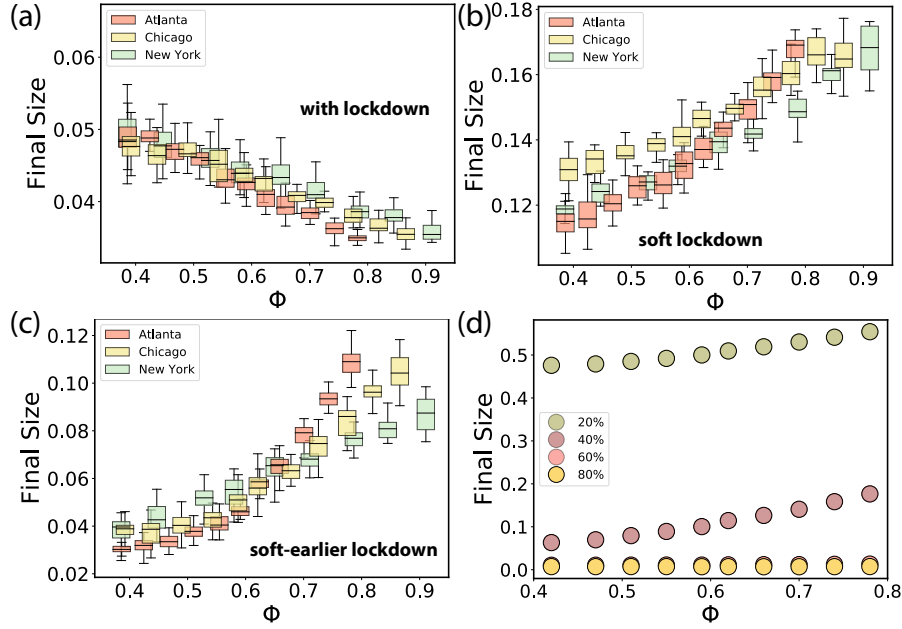 (a)
Atlanta
Chicago
New York
with lockdown
Final Size
0.06
0.05
0.04
0.4 0.5 0.6 0.7 0.8 0.9
Φ
(b)
Atlanta
Chicago
New York
soft lockdown
Final Size
0.18
0.16
0.14
0.12
0.4 0.5 0.6 0.7 0.8 0.9
Φ
(c)
Atlanta
Chicago
New York
soft-earlier lockdown
Final Size
0.12
0.10
0.08
0.06
0.04
0.02
0.4 0.5 0.6 0.7 0.8 0.9
Φ
(d)
20%
40%
60%
80%
Final Size
0.5
0.4
0.3
0.2
0.1
0.0
0.4 0.5 0.6 0.7 0.8
Φ